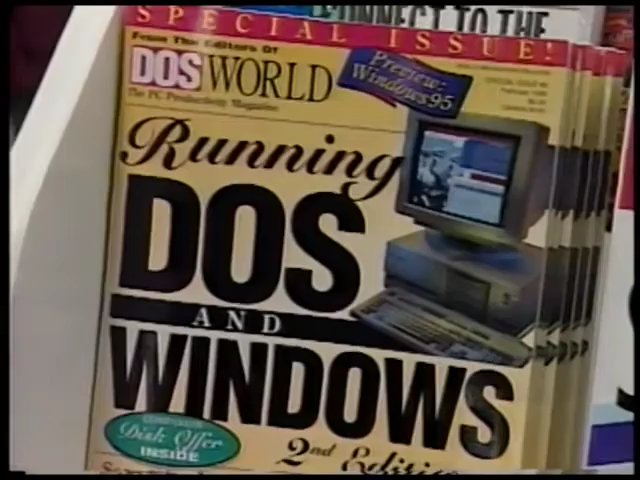 CONNECT TO THE
SPECIAL ISSUE!
From The Editors Of
DOS WORLD
The PC Productivity Magazine
Preview:
Windows 95
Running
DOS
AND
WINDOWS
Disk Offer
INSIDE
2nd Edition